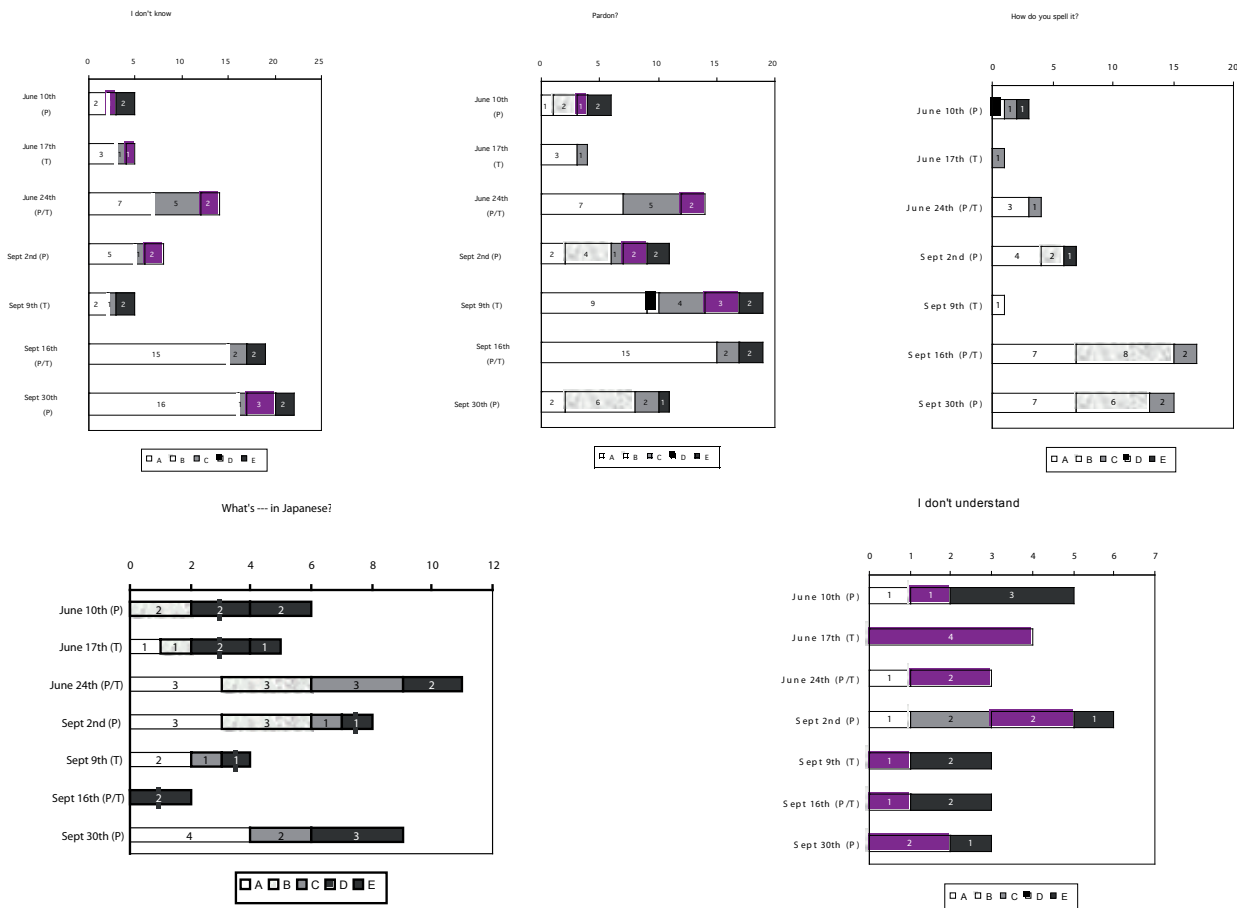 I don't know
0 5 10 15 20 25
June 10th
(P)
2 2
June 17th
(T)
3 1 1
June 24th
(P/T)
7 5 2
Sept 2nd (P)
5 1 2
Sept 9th (T)
2 1 2
Sept 16th
(P/T)
15 2 2
Sept 30th
(P)
16 1 3 2
A B C D E
Pardon?
0 5 10 15 20
June 10th
(P)
1 2 1 2
June 17th
(T)
3 1
June 24th
(P/T)
7 5 2
Sept 2nd (P)
2 4 1 2 2
Sept 9th (T)
9 4 3 2
Sept 16th
(P/T)
15 2 2
Sept 30th (P)
2 6 2 1
A B C D E
How do you spell it?
0 5 10 15 20
June 10th (P) 1 1
June 17th (T) 1
June 24th (P/T) 3 1
Sept 2nd (P) 4 2 1
Sept 9th (T) 1
Sept 16th (P/T) 7 8 2
Sept 30th (P) 7 6 2
A B C D E
What's --- in Japanese?
0 2 4 6 8 10 12
June 10th (P) 2 2 2
June 17th (T) 1 1 2 1
June 24th (P/T) 3 3 3 2
Sept 2nd (P) 3 3 1 1
Sept 9th (T) 2 1 1
Sept 16th (P/T) 2
Sept 30th (P) 4 2 3
A B C D E
I don't understand
0 1 2 3 4 5 6 7
June 10th (P) 1 1 3
June 17th (T) 4
June 24th (P/T) 1 2
Sept 2nd (P) 1 2 2 1
Sept 9th (T) 1 2
Sept 16th (P/T) 1 2
Sept 30th (P) 2 1
A B C D E